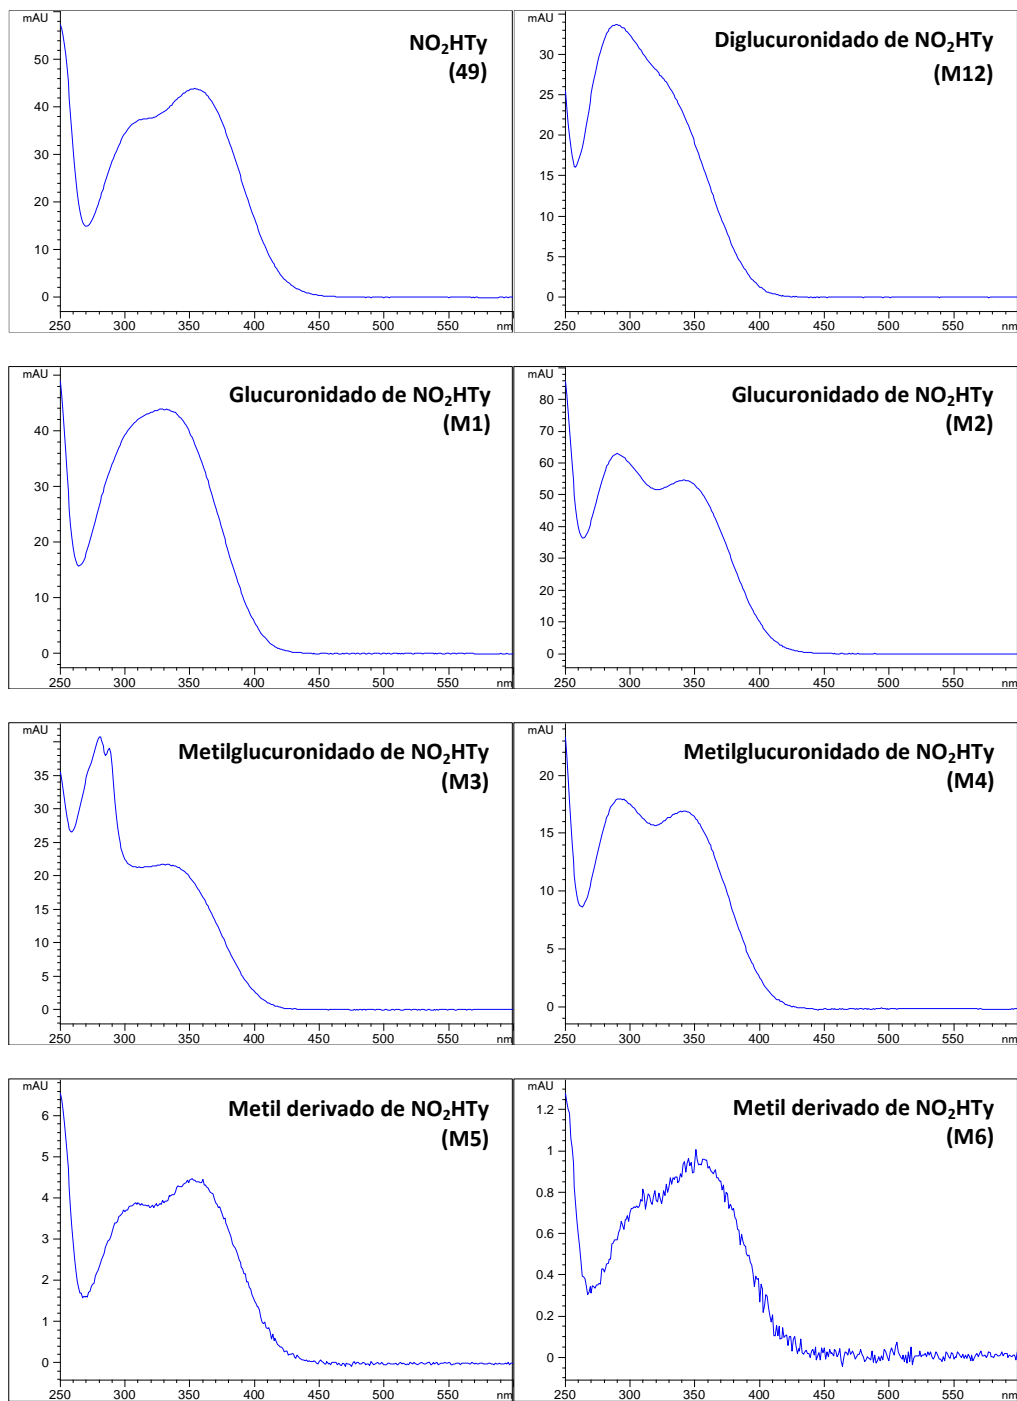 mAU
NO₂HTy
(49)
50
40
30
20
10
0
250 300 350 400 450 500 550 nm
mAU
Diglucuronidado de NO₂HTy
(M12)
35
30
25
20
15
10
5
0
250 300 350 400 450 500 550 nm
mAU
Glucuronidado de NO₂HTy
(M1)
40
30
20
10
0
250 300 350 400 450 500 550 nm
mAU
Glucuronidado de NO₂HTy
(M2)
80
70
60
50
40
30
20
10
0
250 300 350 400 450 500 550 nm
mAU
Metilglucuronidado de NO₂HTy
(M3)
35
30
25
20
15
10
5
0
250 300 350 400 450 500 550 nm
mAU
Metilglucuronidado de NO₂HTy
(M4)
20
15
10
5
0
250 300 350 400 450 500 550 nm
mAU
Metil derivado de NO₂HTy
(M5)
6
5
4
3
2
1
0
250 300 350 400 450 500 550 nm
mAU
Metil derivado de NO₂HTy
(M6)
1.2
1
0.8
0.6
0.4
0.2
0
250 300 350 400 450 500 550 nm